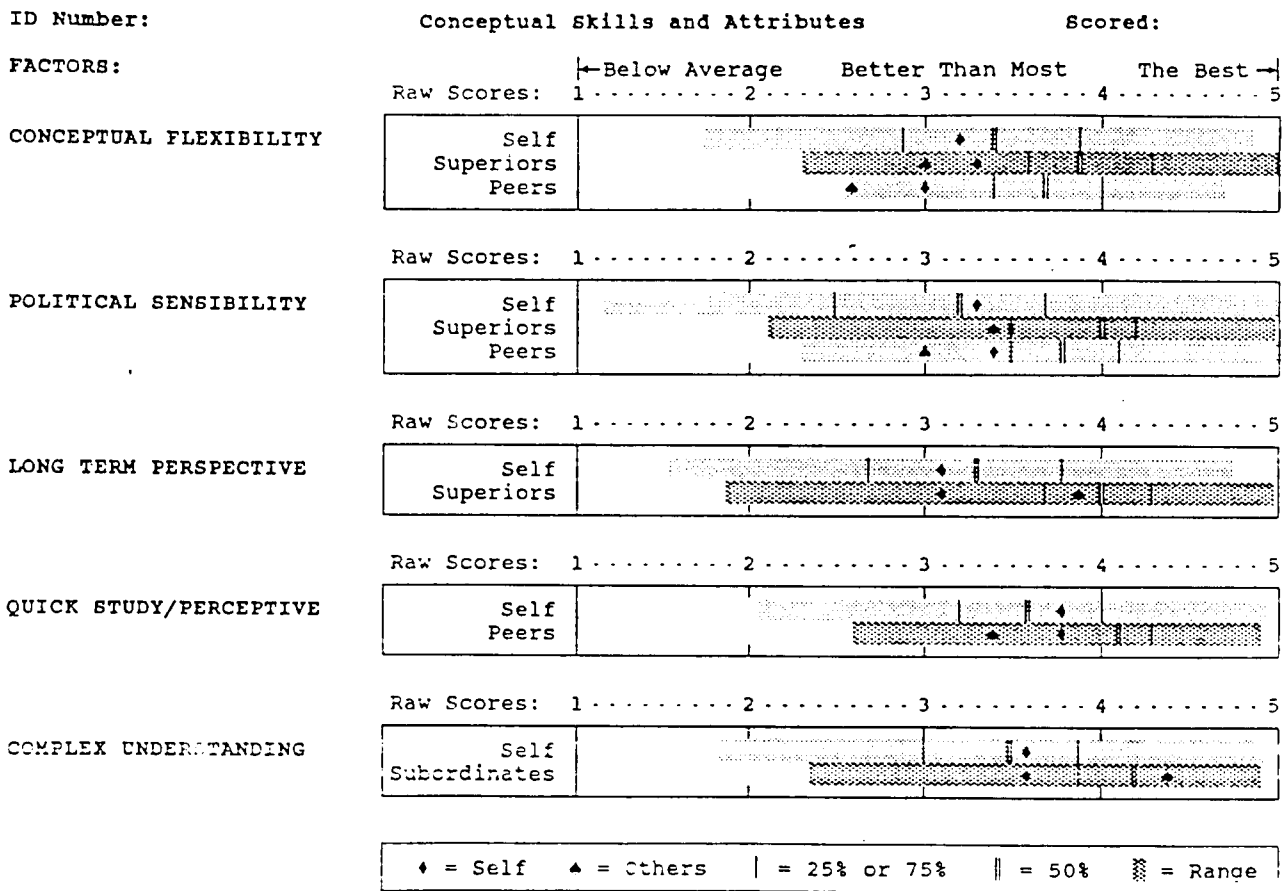 ID Number: Conceptual Skills and Attributes Scored:
FACTORS: |←Below Average Better Than Most The Best→|
Raw Scores: 1 · · · · · · · · · 2 · · · · · · · · · 3 · · · · · · · · · 4 · · · · · · · · · 5
CONCEPTUAL FLEXIBILITY Self
Superiors
Peers
Raw Scores: 1 · · · · · · · · · 2 · · · · · · · · · 3 · · · · · · · · · 4 · · · · · · · · · 5
POLITICAL SENSIBILITY Self
Superiors
Peers
Raw Scores: 1 · · · · · · · · · 2 · · · · · · · · · 3 · · · · · · · · · 4 · · · · · · · · · 5
LONG TERM PERSPECTIVE Self
Superiors
Raw Scores: 1 · · · · · · · · · 2 · · · · · · · · · 3 · · · · · · · · · 4 · · · · · · · · · 5
QUICK STUDY/PERCEPTIVE Self
Peers
Raw Scores: 1 · · · · · · · · · 2 · · · · · · · · · 3 · · · · · · · · · 4 · · · · · · · · · 5
COMPLEX UNDERSTANDING Self
Subordinates
♦ = Self ▲ = Others | = 25% or 75% ‖ = 50% ▒ = Range